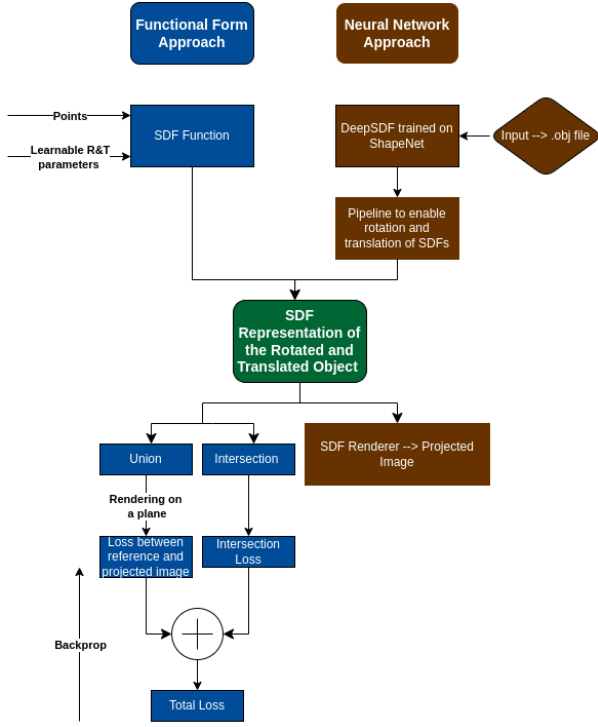 Functional Form
Approach
Neural Network
Approach
Points
Learnable R&T
parameters
SDF Function
DeepSDF trained on
ShapeNet
Input --> .obj file
Pipeline to enable
rotation and
translation of SDFs
SDF
Representation of
the Rotated and
Translated Object
Union
Intersection
SDF Renderer --> Projected
Image
Rendering on
a plane
Loss between
reference and
projected image
Intersection
Loss
Backprop
Total Loss